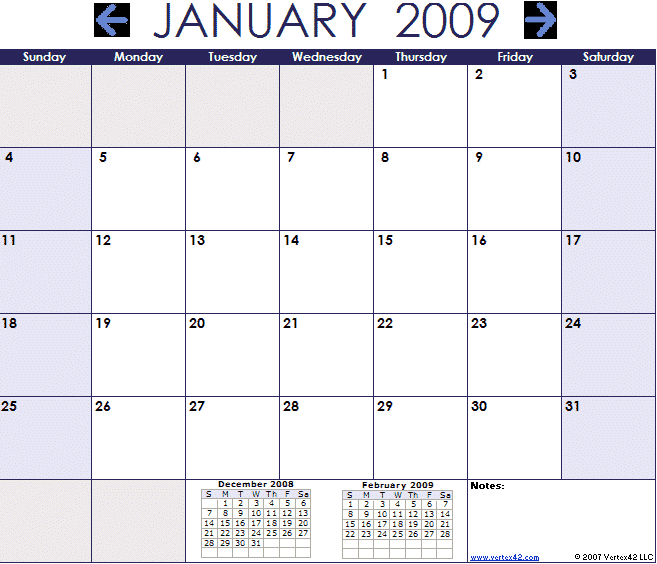 JANUARY 2009
Sunday Monday Tuesday Wednesday Thursday Friday Saturday
1 2 3
4 5 6 7 8 9 10
11 12 13 14 15 16 17
18 19 20 21 22 23 24
25 26 27 28 29 30 31
December 2008
S M T W Th F Sa
1 2 3 4 5 6
7 8 9 10 11 12 13
14 15 16 17 18 19 20
21 22 23 24 25 26 27
28 29 30 31
February 2009
S M T W Th F Sa
1 2 3 4 5 6 7
8 9 10 11 12 13 14
15 16 17 18 19 20 21
22 23 24 25 26 27 28
Notes:
www.vertex42.com © 2007 Vertex42 LLC